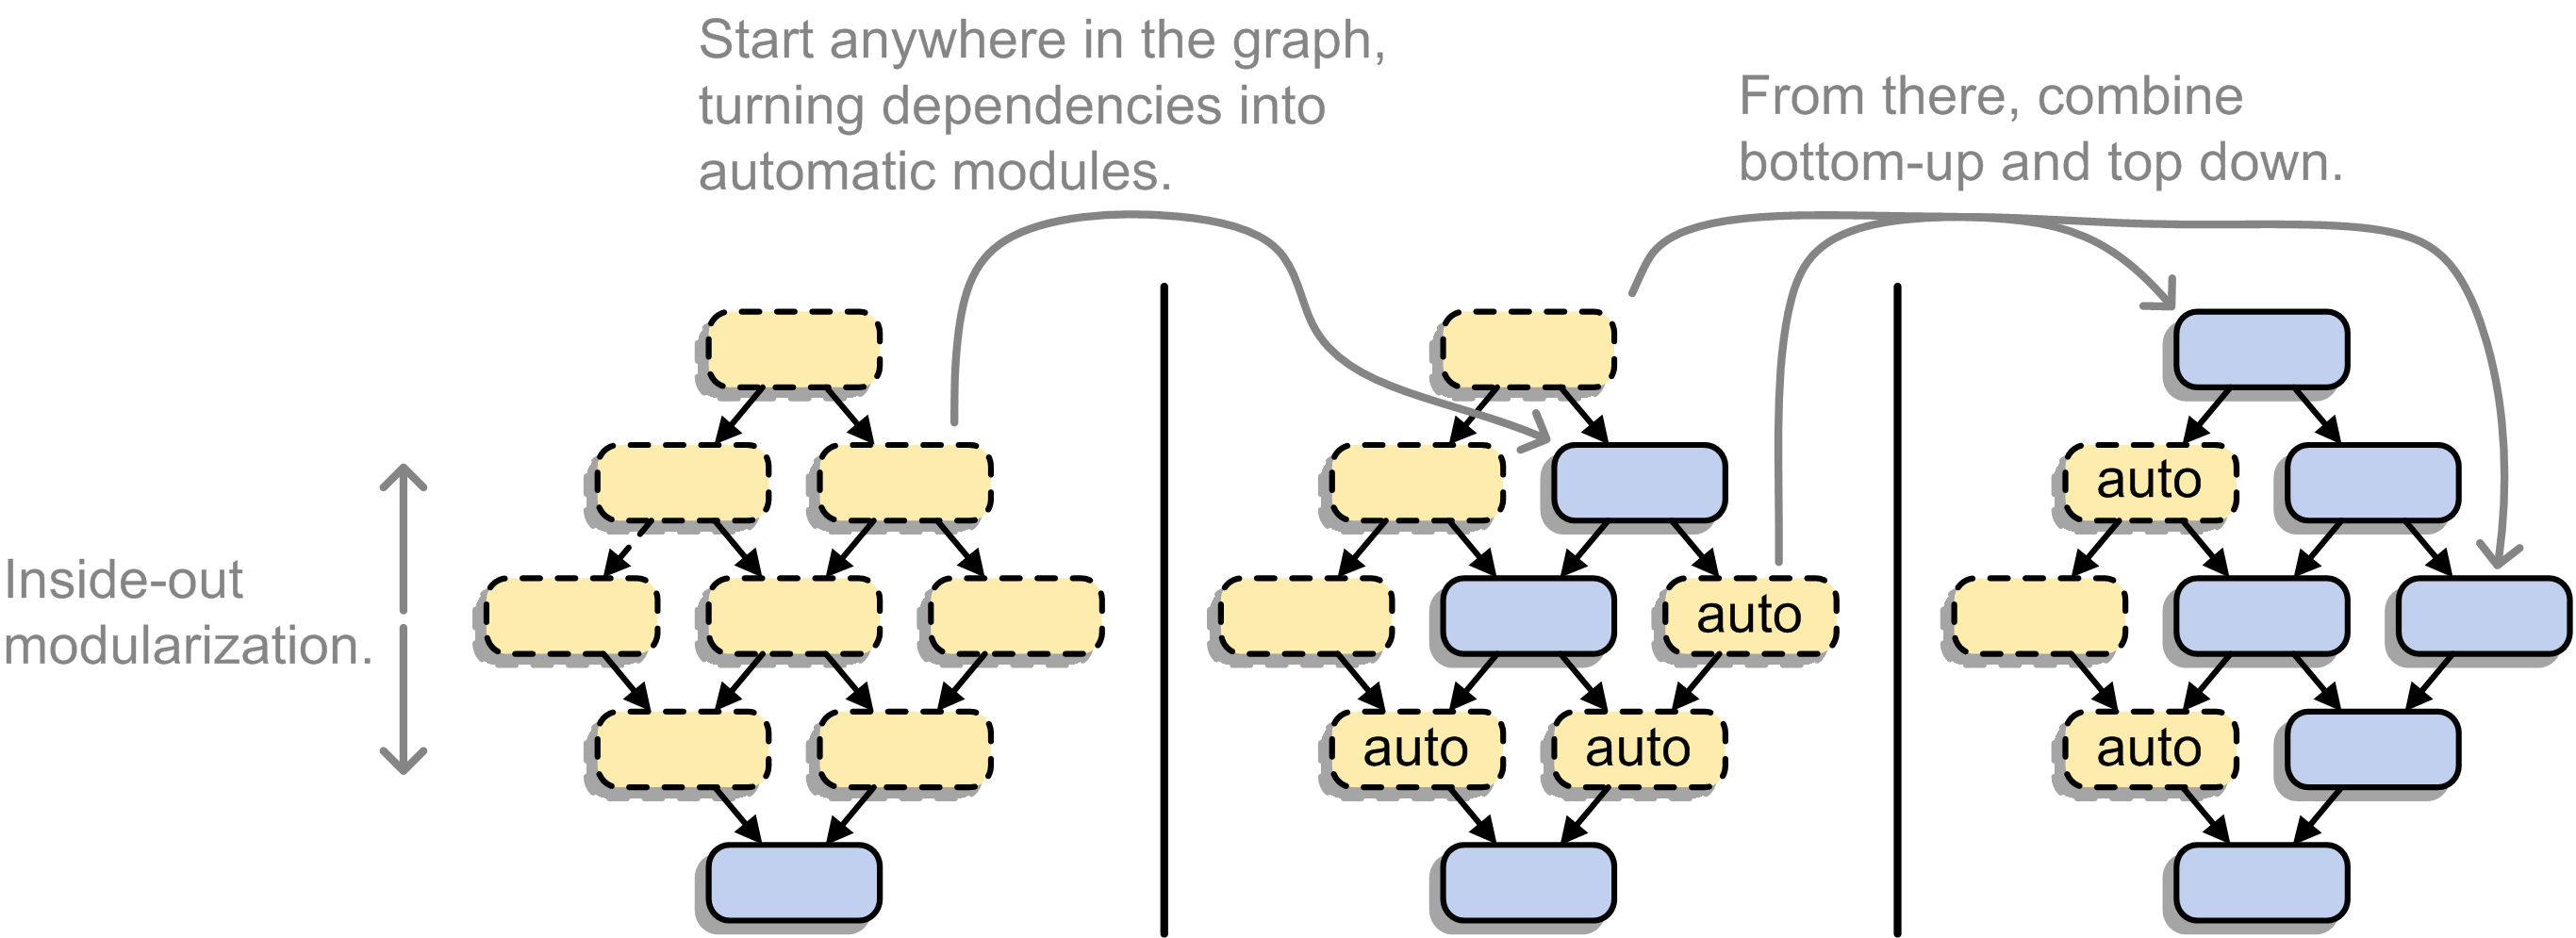 Start anywhere in the graph,
turning dependencies into
automatic modules.
From there, combine
bottom-up and top down.
Inside-out
modularization.
auto
auto
auto
auto
auto